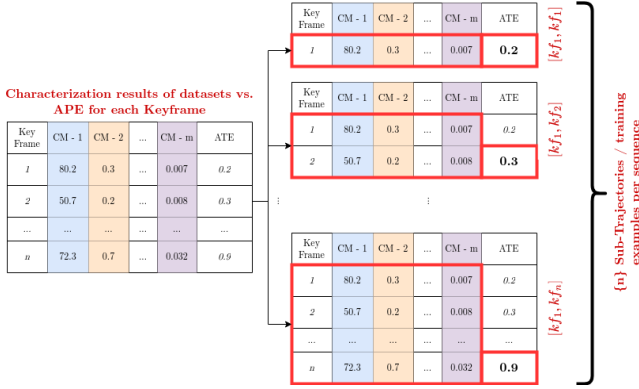 Characterization results of datasets vs.
APE for each Keyframe
Key Frame CM - 1 CM - 2 ... CM - m ATE
1 80.2 0.3 ... 0.007 0.2
2 50.7 0.2 ... 0.008 0.3
... ... ... ... ... ...
n 72.3 0.7 ... 0.032 0.9
Key Frame CM - 1 CM - 2 ... CM - m ATE
1 80.2 0.3 ... 0.007 0.2
[kf₁, kf₁]
Key Frame CM - 1 CM - 2 ... CM - m ATE
1 80.2 0.3 ... 0.007 0.2
2 50.7 0.2 ... 0.008 0.3
[kf₁, kf₂]
⋮ ⋮
Key Frame CM - 1 CM - 2 ... CM - m ATE
1 80.2 0.3 ... 0.007 0.2
2 50.7 0.2 ... 0.008 0.3
... ... ... ... ... ...
n 72.3 0.7 ... 0.032 0.9
[kf₁, kfₙ]
{n} Sub-Trajectories / training
examples per sequence